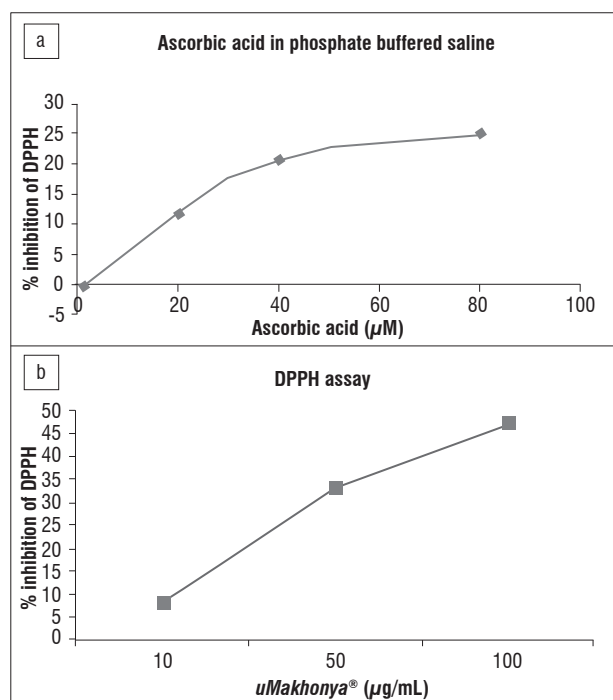 a
Ascorbic acid in phosphate buffered saline
% inhibition of DPPH
30
25
20
15
10
5
0
-5
0 20 40 60 80 100
Ascorbic acid (µM)
b
DPPH assay
% inhibition of DPPH
50
45
40
35
30
25
20
15
10
5
0
10 50 100
uMakhonya® (µg/mL)